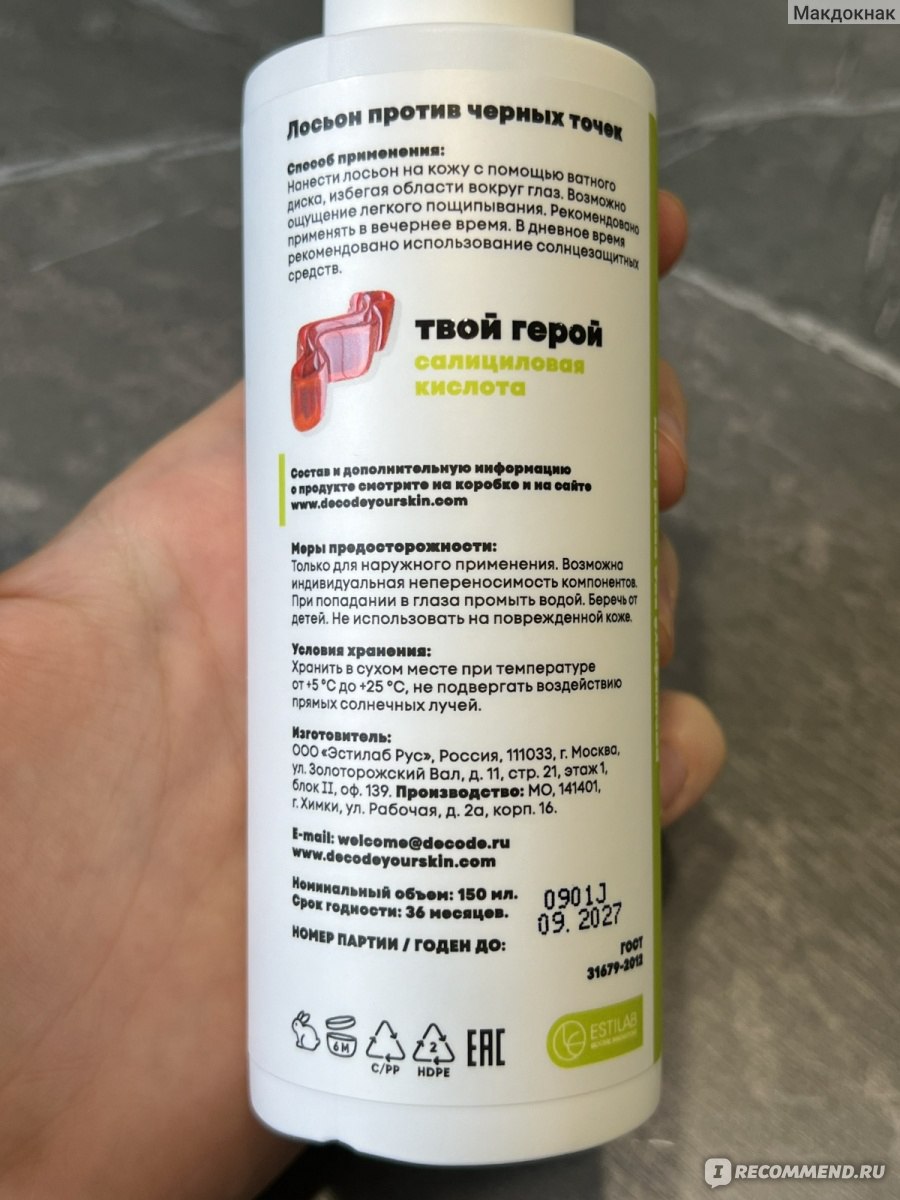 Макдокнак
Лосьон против черных точек
Способ применения:
Нанести лосьон на кожу с помощью ватного
диска, избегая области вокруг глаз. Возможно
ощущение легкого пощипывания. Рекомендовано
применять в вечернее время. В дневное время
рекомендовано использование солнцезащитных
средств.
твой герой
салициловая
кислота
Состав и дополнительную информацию
о продукте смотрите на коробке и на сайте
www.decodeyourskin.com
Меры предосторожности:
Только для наружного применения. Возможна
индивидуальная непереносимость компонентов.
При попадании в глаза промыть водой. Беречь от
детей. Не использовать на поврежденной коже.
Условия хранения:
Хранить в сухом месте при температуре
от +5 °C до +25 °C, не подвергать воздействию
прямых солнечных лучей.
Изготовитель:
ООО «Эстилаб Рус», Россия, 111033, г. Москва,
ул. Золоторожский Вал, д. 11, стр. 21, этаж 1,
блок II, оф. 139. Производство: МО, 141401,
г. Химки, ул. Рабочая, д. 2а, корп. 16.
E-mail: welcome@decode.ru
www.decodeyourskin.com
Номинальный объем: 150 мл.
Срок годности: 36 месяцев.
НОМЕР ПАРТИИ / ГОДЕН ДО:
0901J
09. 2027
ГОСТ
31679-2012
6 M
C/PP
2
HDPE
EAC
ESTILAB
IRECOMMEND.RU